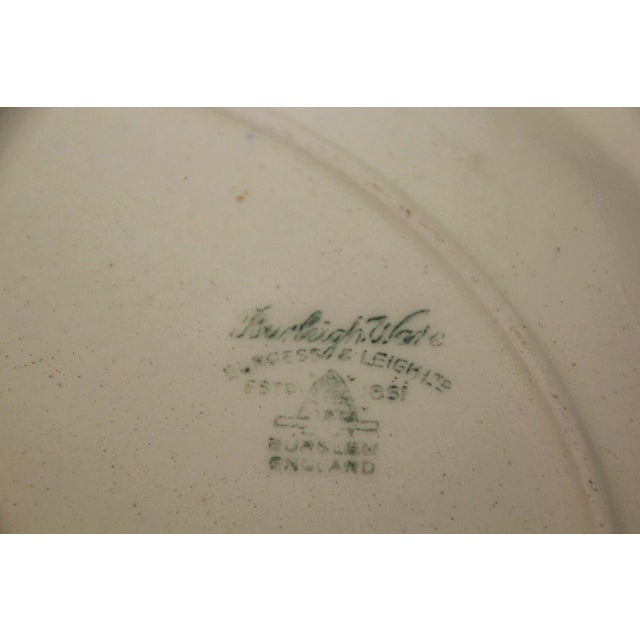 Burleigh Ware
BURGESS & LEIGH LTD
ESTD 1851
BURSLEM
ENGLAND